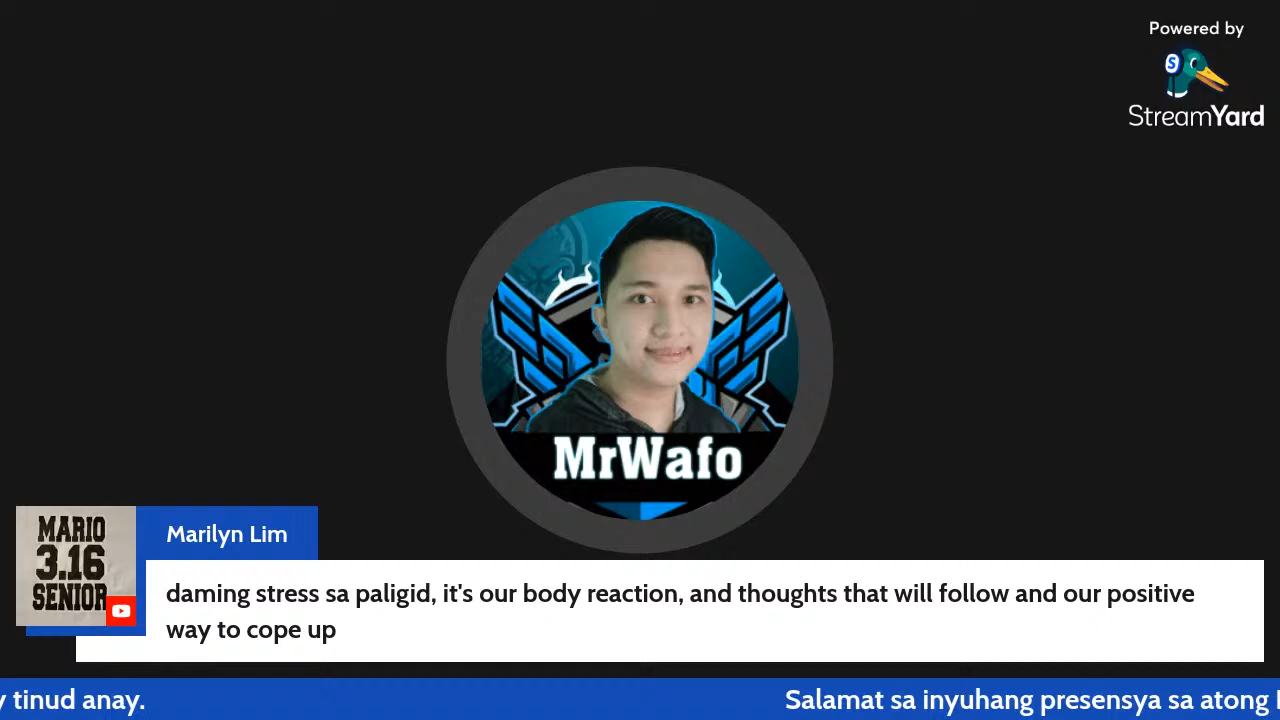 Powered by
S
StreamYard
MrWafo
MARIO
3.16
SENIOR
Marilyn Lim
daming stress sa paligid, it's our body reaction, and thoughts that will follow and our positive
way to cope up
tinud anay.
Salamat sa inyuhang presensya sa atong